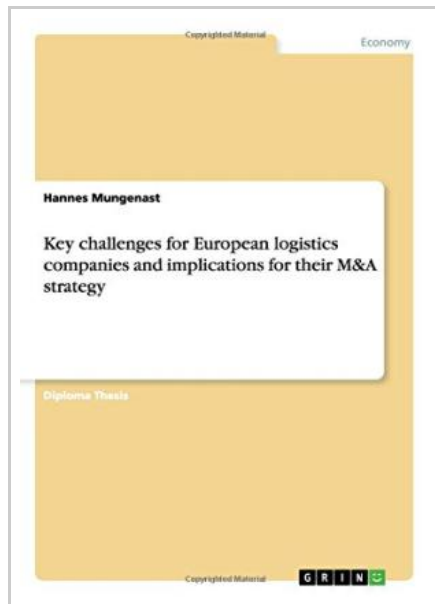 Copyrighted Material
Economy
Hannes Mungenast
Key challenges for European logistics
companies and implications for their M&A
strategy
Diploma Thesis
Copyrighted Material
GRIN